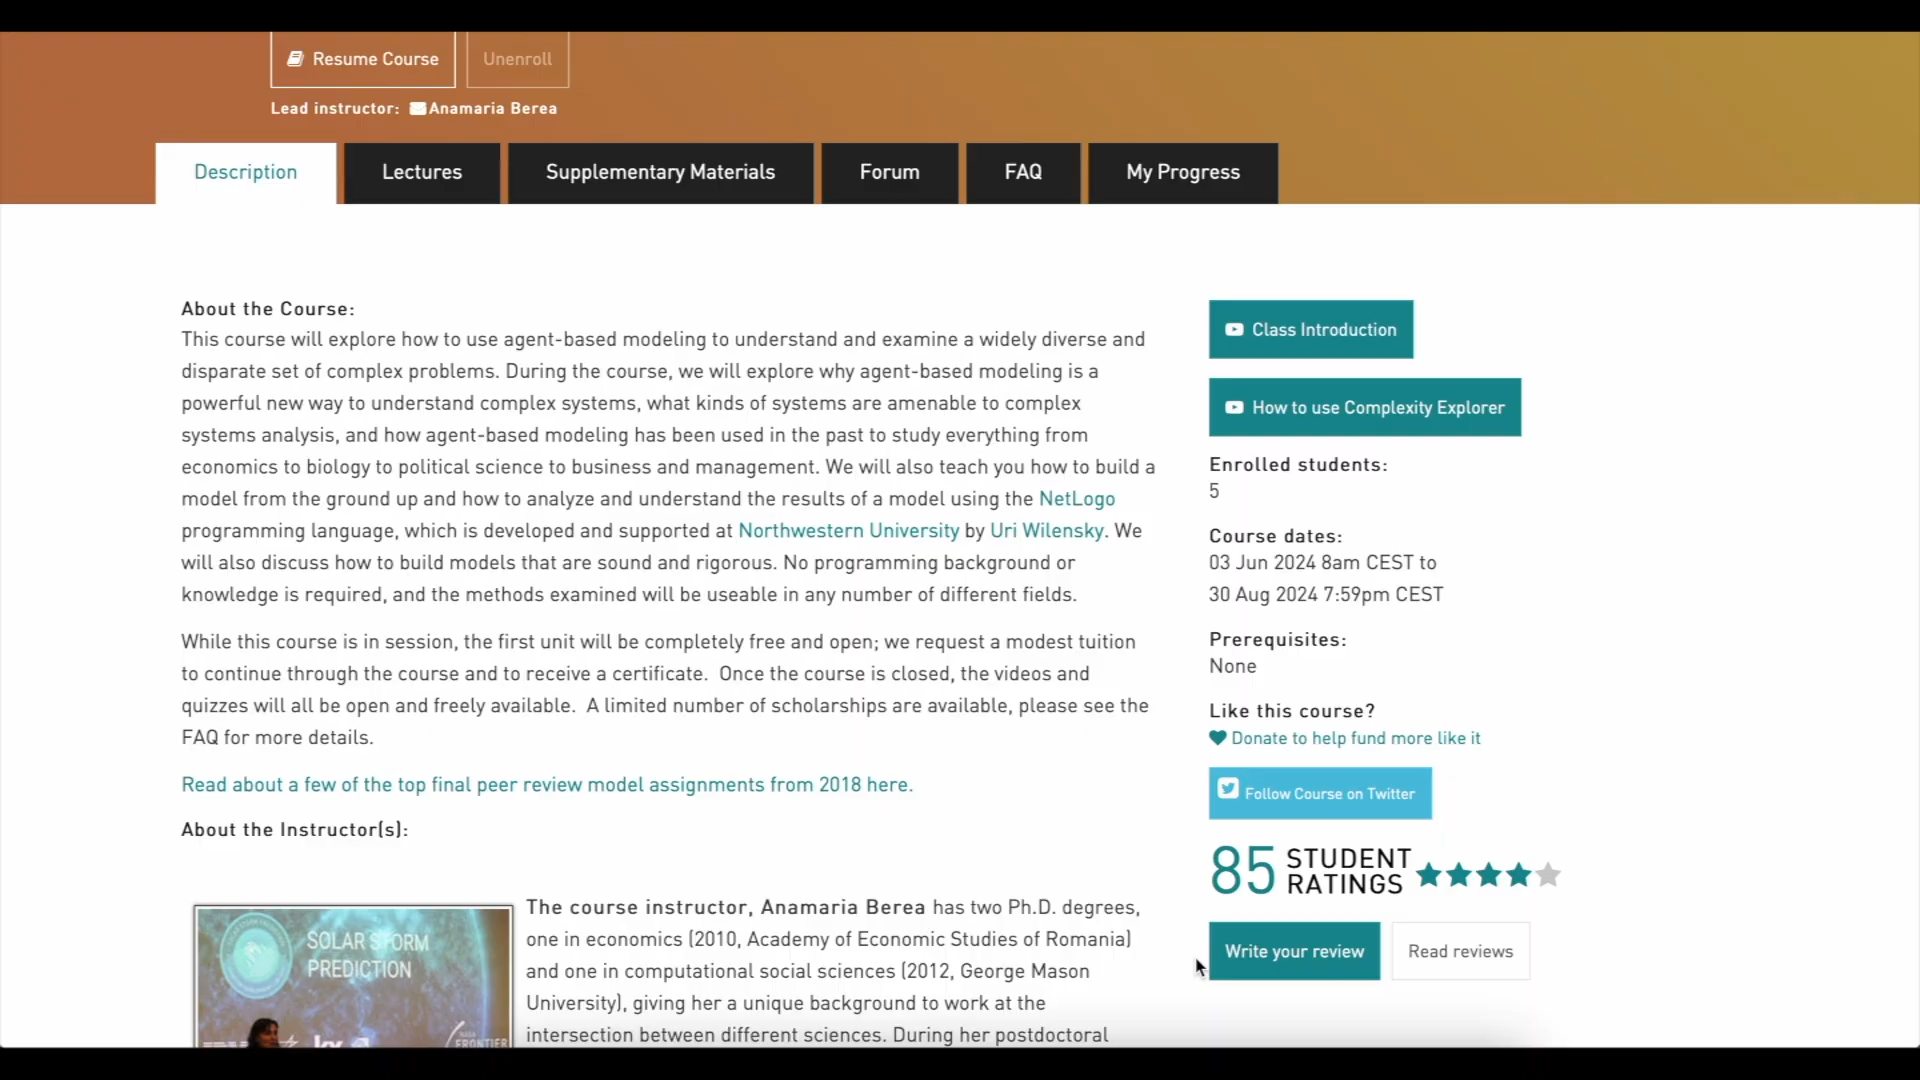 Resume Course
Unenroll
Lead instructor: Anamaria Berea
Description
Lectures
Supplementary Materials
Forum
FAQ
My Progress
About the Course:
This course will explore how to use agent-based modeling to understand and examine a widely diverse and
disparate set of complex problems. During the course, we will explore why agent-based modeling is a
powerful new way to understand complex systems, what kinds of systems are amenable to complex
systems analysis, and how agent-based modeling has been used in the past to study everything from
economics to biology to political science to business and management. We will also teach you how to build a
model from the ground up and how to analyze and understand the results of a model using the NetLogo
programming language, which is developed and supported at Northwestern University by Uri Wilensky. We
will also discuss how to build models that are sound and rigorous. No programming background or
knowledge is required, and the methods examined will be useable in any number of different fields.
While this course is in session, the first unit will be completely free and open; we request a modest tuition
to continue through the course and to receive a certificate. Once the course is closed, the videos and
quizzes will all be open and freely available. A limited number of scholarships are available, please see the
FAQ for more details.
Read about a few of the top final peer review model assignments from 2018 here.
About the Instructor(s):
SOLAR STORM
PREDICTION
FRONTIER
The course instructor, Anamaria Berea has two Ph.D. degrees,
one in economics (2010, Academy of Economic Studies of Romania)
and one in computational social sciences (2012, George Mason
University), giving her a unique background to work at the
intersection between different sciences. During her postdoctoral
Class Introduction
How to use Complexity Explorer
Enrolled students:
5
Course dates:
03 Jun 2024 8am CEST to
30 Aug 2024 7:59pm CEST
Prerequisites:
None
Like this course?
Donate to help fund more like it
Follow Course on Twitter
85 STUDENT
RATINGS
Write your review
Read reviews